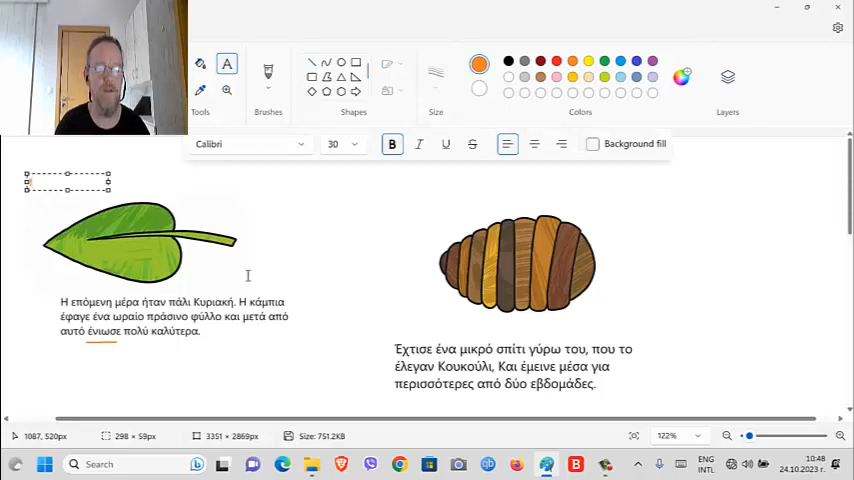 Tools
Brushes
Shapes
Size
Colors
Layers
Calibri
30
B
I
U
S
Background fill
Η επόμενη μέρα ήταν πάλι Κυριακή. Η κάμπια
έφαγε ένα ωραίο πράσινο φύλλο και μετά από
αυτό ένιωσε πολύ καλύτερα.
Έχτισε ένα μικρό σπίτι γύρω του, που το
έλεγαν Κουκούλι, Και έμεινε μέσα για
περισσότερες από δύο εβδομάδες.
1087, 520px
298 × 59px
3351 × 2869px
Size: 751.2KB
122%
Search
ENG
INTL
10:48
24.10.2023 г.